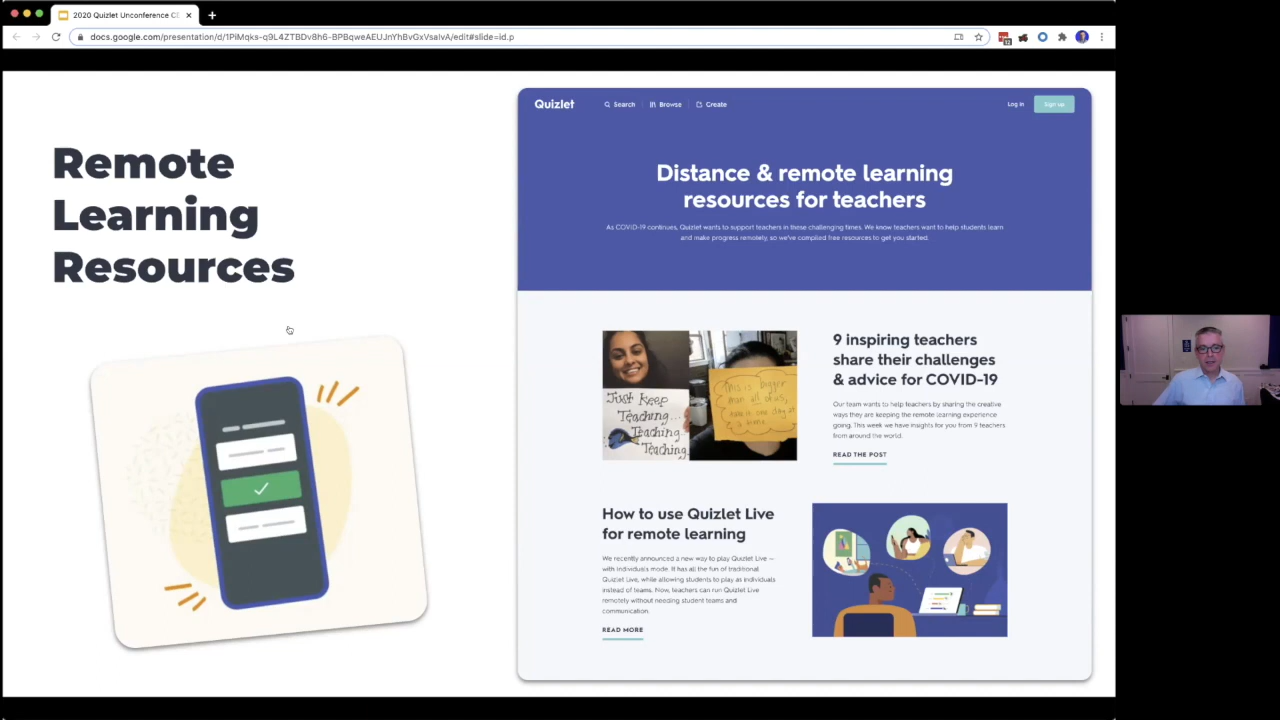 2020 Quizlet Unconference C
docs.google.com/presentation/d/1PiMqks-q9L4ZTBDv8h6-BPBqweAEUJnYhBvGxVsaIvA/edit#slide=id.p
Remote
Learning
Resources
Quizlet
Search
Browse
Create
Log in
Sign up
Distance & remote learning
resources for teachers
As COVID-19 continues, Quizlet wants to support teachers in these challenging times. We know teachers want to help students learn
and make progress remotely, so we've compiled free resources to get you started.
Just Keep
Teaching...
Teaching,
Teaching.
This is bigger
than all of us,
9 inspiring teachers
share their challenges
& advice for COVID-19
Our team wants to help teachers by sharing the creative
ways they are keeping the remote learning experience
going. This week we have insights for you from 9 teachers
from around the world.
READ THE POST
How to use Quizlet Live
for remote learning
We recently announced a new way to play Quizlet Live —
with individuals mode. It has all the fun of traditional
Quizlet Live, while allowing students to play as individuals
instead of teams. Now, teachers can run Quizlet Live
remotely without needing student teams and
communication.
READ MORE